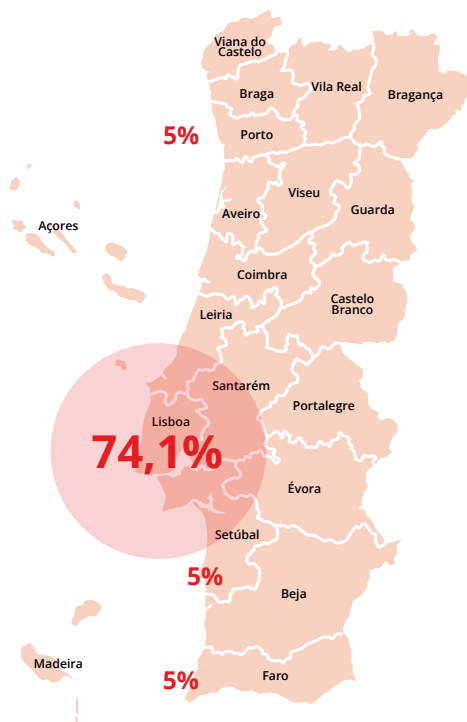 Viana do
Castelo
Braga
Vila Real
Bragança
5%
Porto
Viseu
Aveiro
Guarda
Açores
Coimbra
Castelo
Branco
Leiria
Santarém
Portalegre
Lisboa
74,1%
Évora
Setúbal
5%
Beja
Madeira
5%
Faro